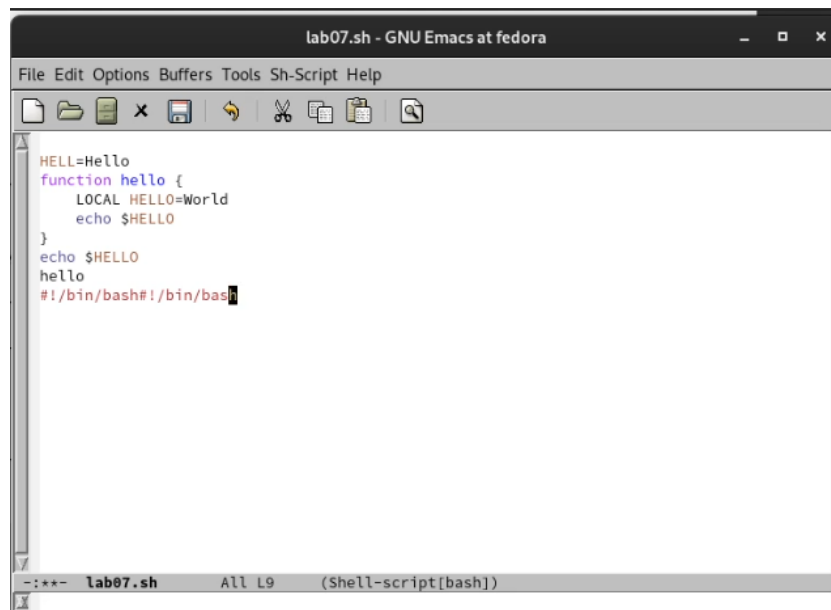 lab07.sh - GNU Emacs at fedora
File Edit Options Buffers Tools Sh-Script Help
HELL=Hello
function hello {
    LOCAL HELLO=World
    echo $HELLO
}
echo $HELLO
hello
#!/bin/bash#!/bin/bash
-:**-  lab07.sh      All L9     (Shell-script[bash])